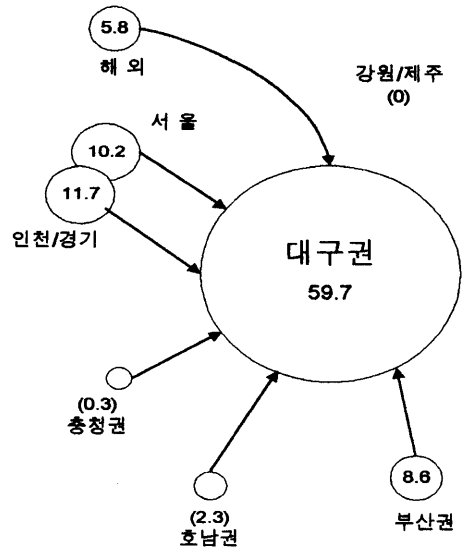 5.8
해 외
강원/제주
(0)
서 울
10.2
11.7
인천/경기
대구권
59.7
(0.3)
충청권
(2.3)
호남권
8.6
부산권